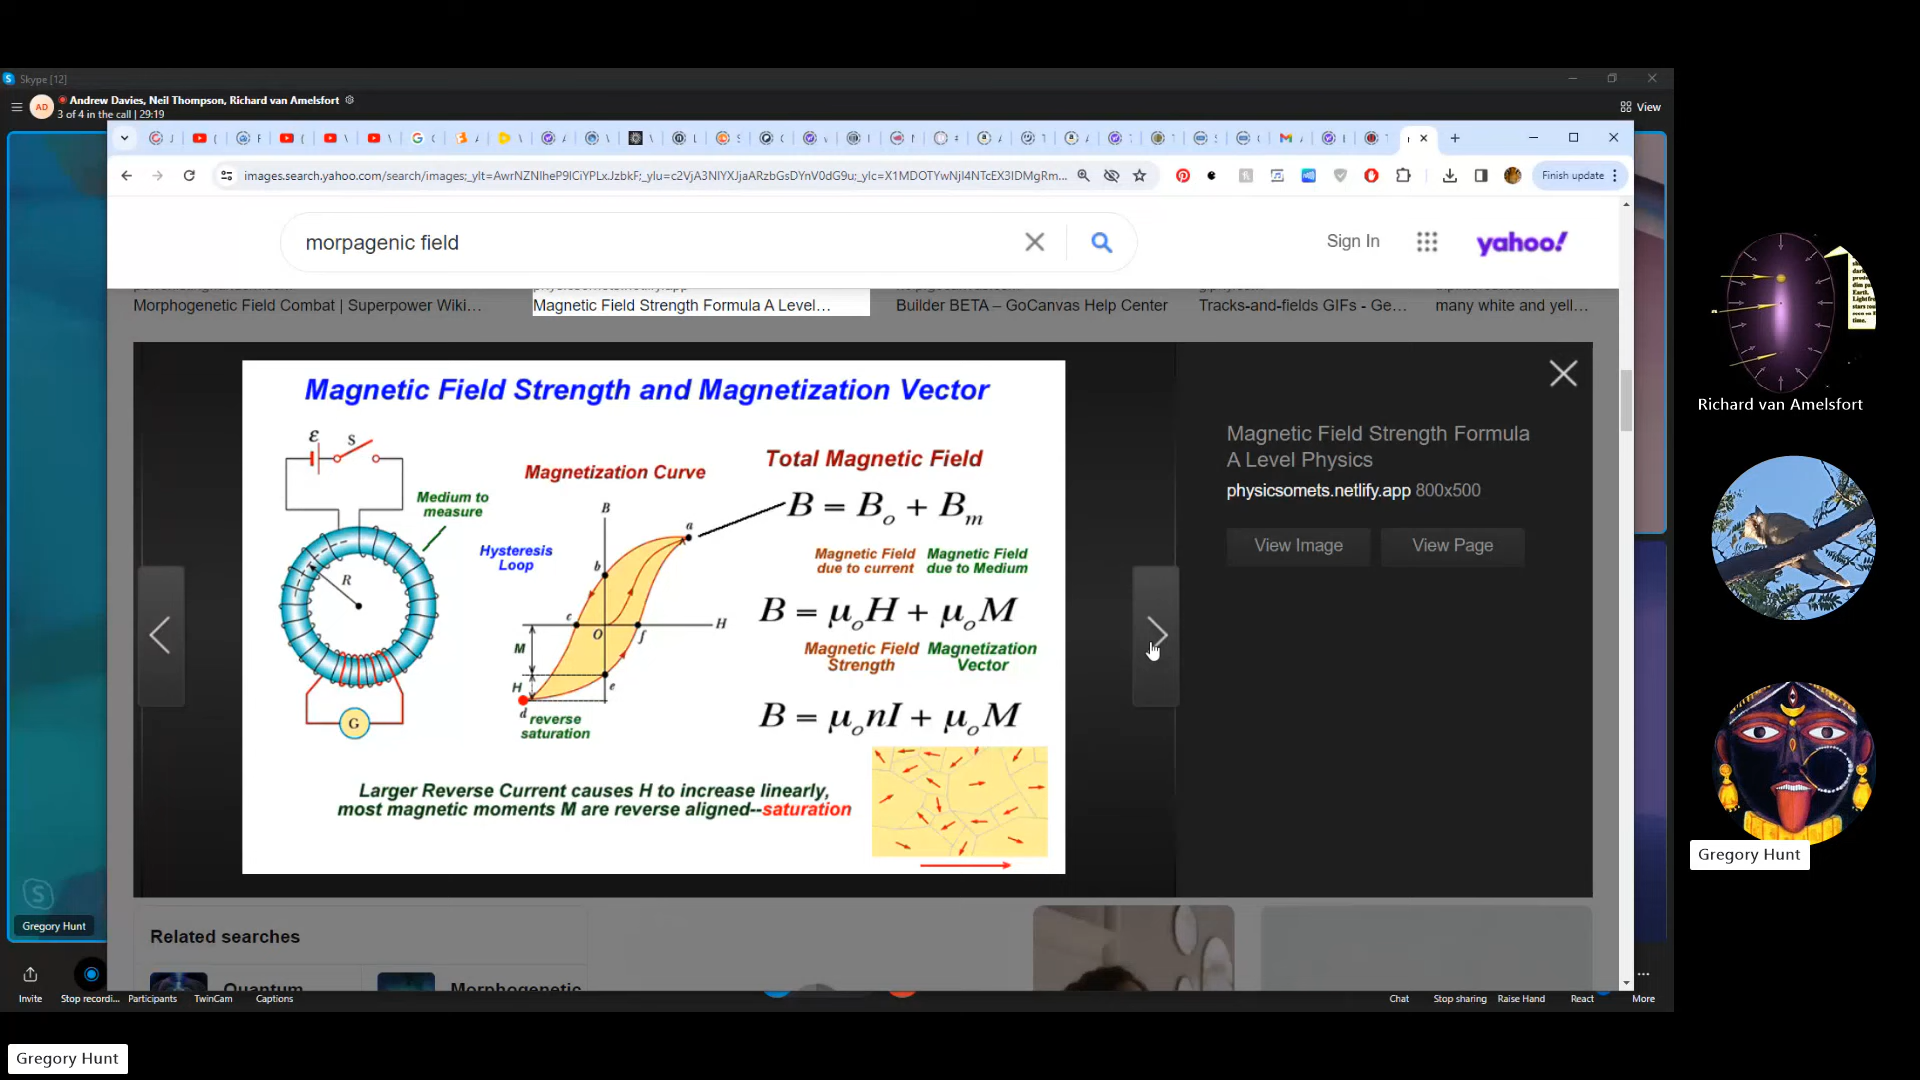 Skype [12]
AD
Andrew Davies, Neil Thompson, Richard van Amelsfort
3 of 4 in the call | 29:19
View
images.search.yahoo.com/search/images;_ylt=AwrNZNIheP9lCiYPLxJzbkF;_ylu=c2VjA3NlYXJjaARzbGsDYnV0dG9u;_ylc=X1MDOTYwNjI4NTcEX3IDMgRm...
Finish update
morpagenic field
Sign In
yahoo!
Morphogenetic Field Combat | Superpower Wiki...
Magnetic Field Strength Formula A Level...
Builder BETA – GoCanvas Help Center
Tracks-and-fields GIFs - Ge...
many white and yell...
Magnetic Field Strength and Magnetization Vector
ε
S
Medium to
measure
R
G
Magnetization Curve
Hysteresis
Loop
B
a
b
c
O
f
H
M
H
e
d
reverse
saturation
Total Magnetic Field
B = Bo + Bm
Magnetic Field
due to current
Magnetic Field
due to Medium
B = μoH + μoM
Magnetic Field
Strength
Magnetization
Vector
B = μonI + μoM
Larger Reverse Current causes H to increase linearly,
most magnetic moments M are reverse aligned--saturation
Magnetic Field Strength Formula
A Level Physics
physicsomets.netlify.app 800x500
View Image
View Page
Related searches
Quantum
Morphogenetic
Gregory Hunt
Invite
Stop recordi...
Participants
TwinCam
Captions
Chat
Stop sharing
Raise Hand
React
More
Richard van Amelsfort
Gregory Hunt
Gregory Hunt